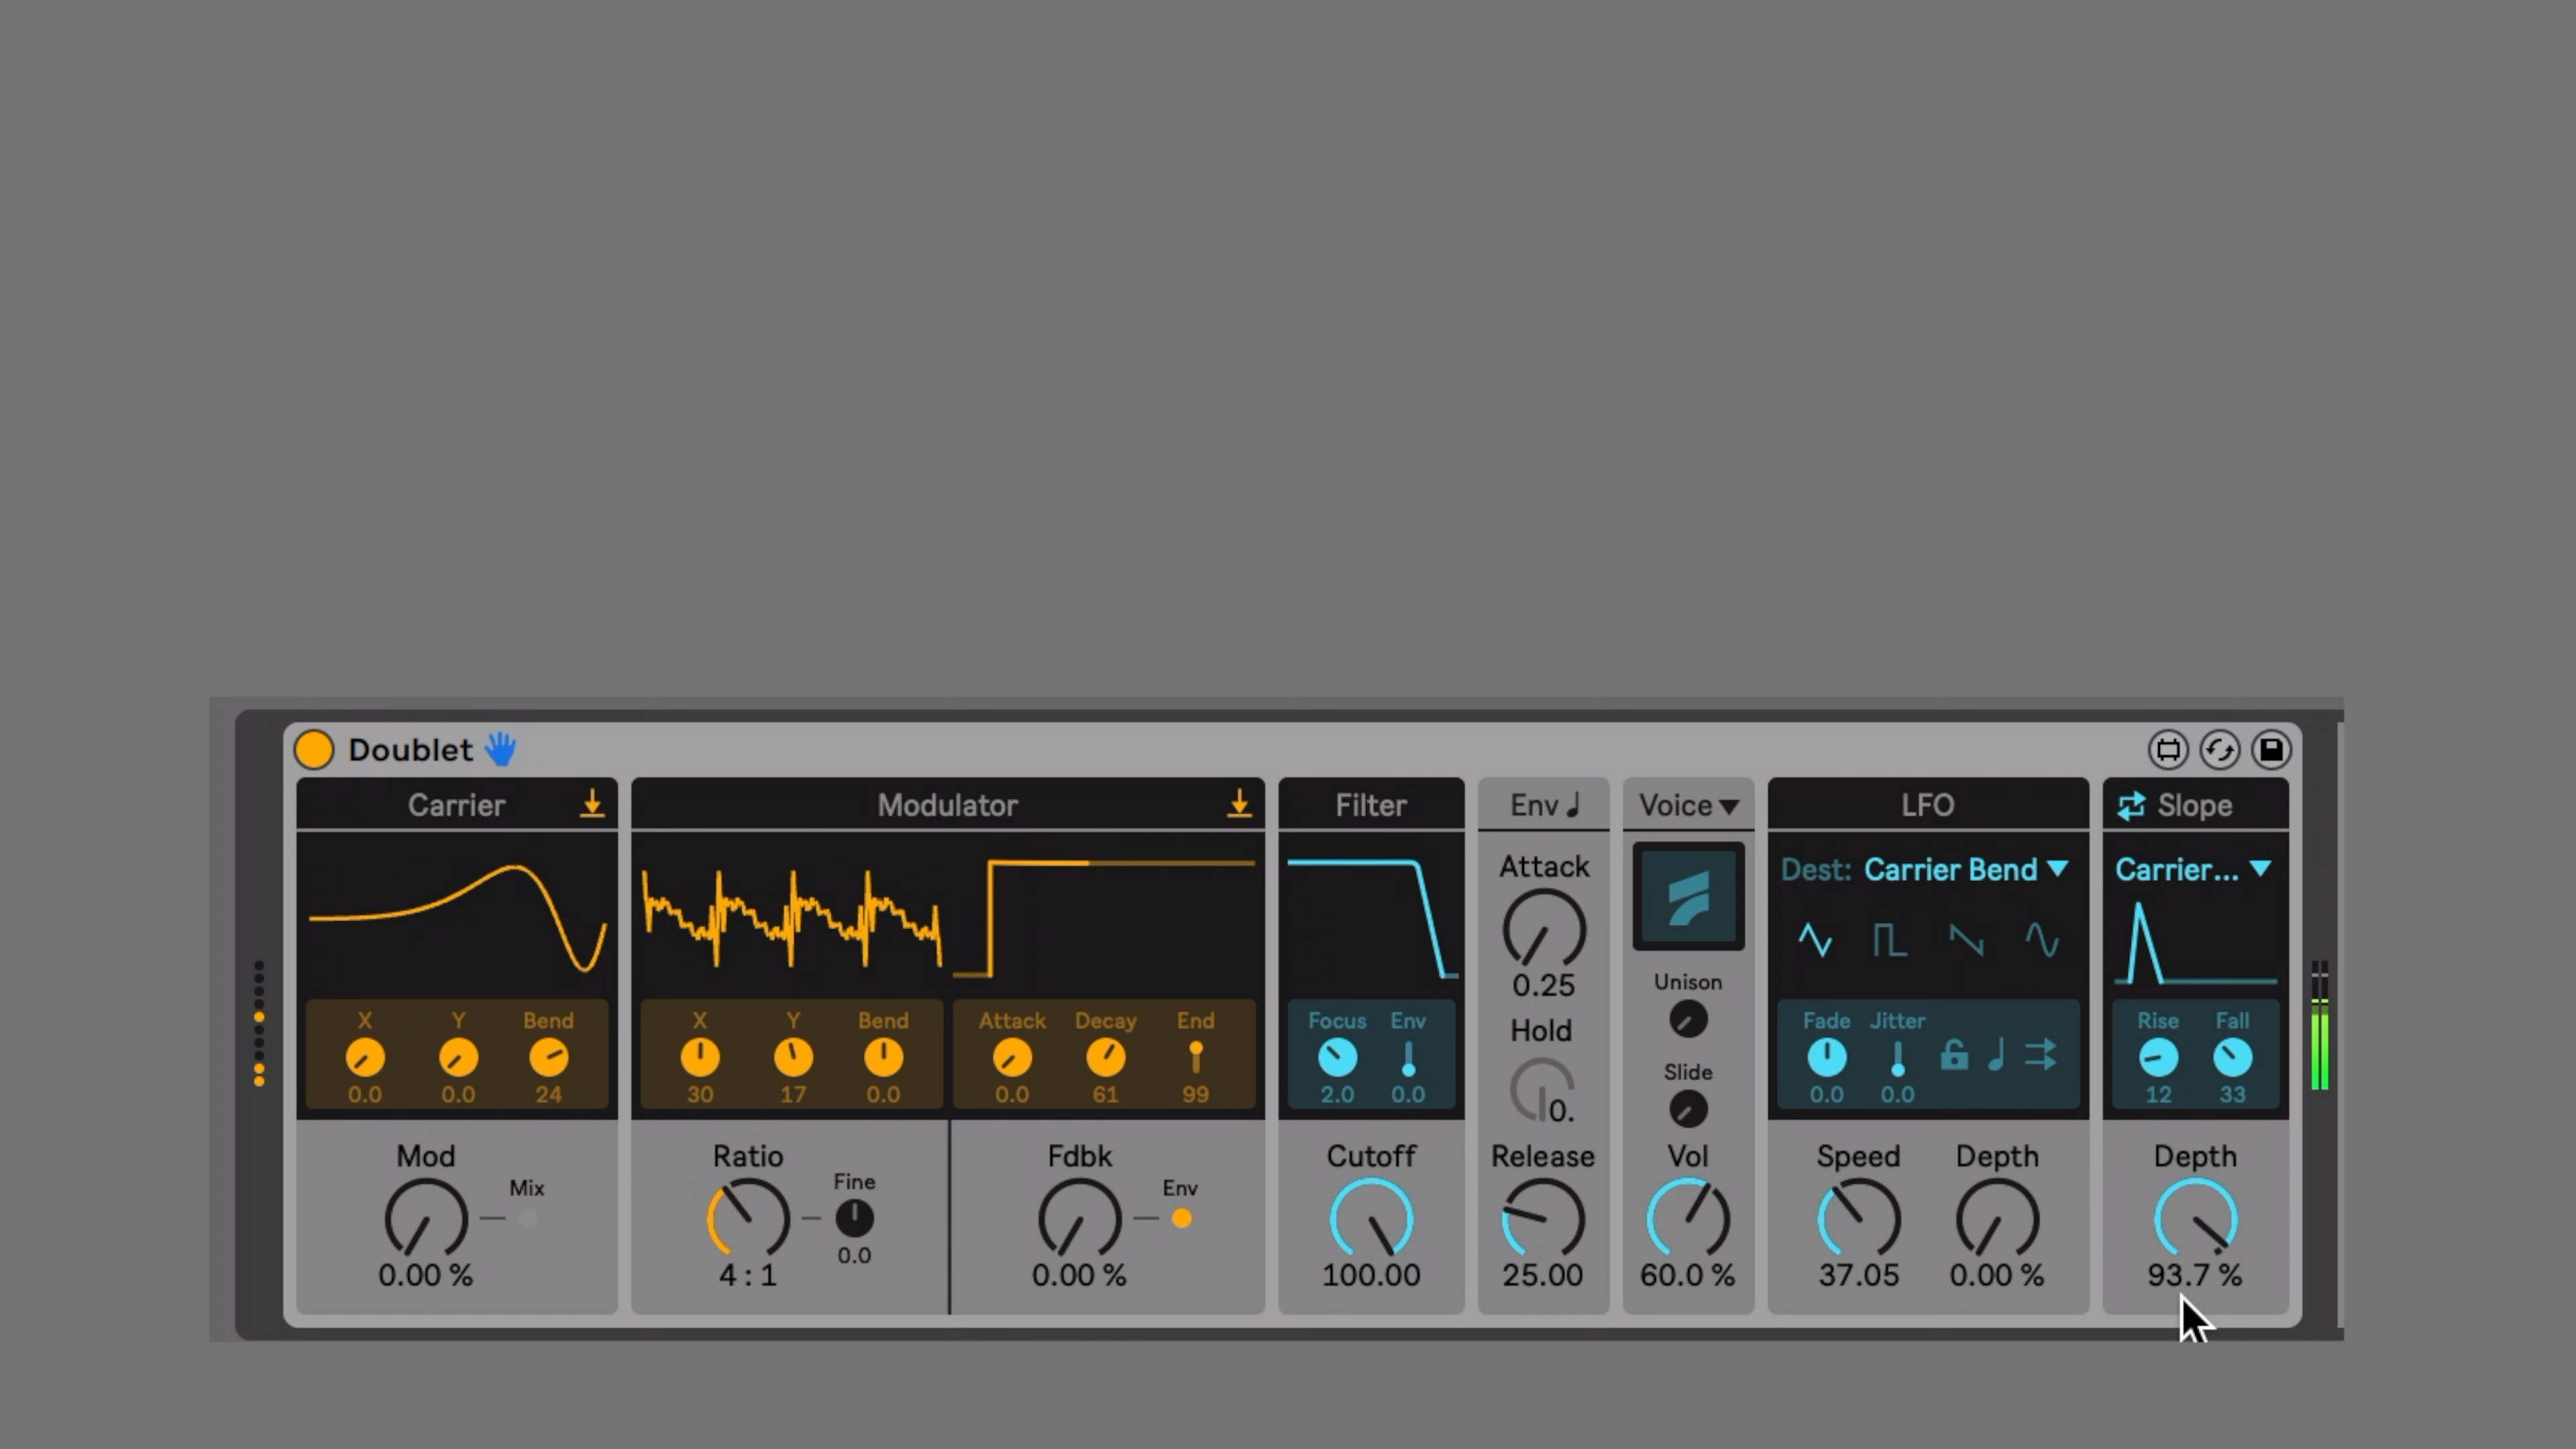 Doublet
Carrier
Modulator
Filter
Env
Voice
LFO
Slope
Dest: Carrier Bend
Carrier...
Attack
0.25
Hold
0.
Release
25.00
X Y Bend
0.0 0.0 24
X Y Bend
30 17 0.0
Attack Decay End
0.0 61 99
Focus Env
2.0 0.0
Unison
Slide
Fade Jitter
0.0 0.0
Rise Fall
12 33
Mod
Mix
0.00 %
Ratio
Fine
0.0
4 : 1
Fdbk
Env
0.00 %
Cutoff
100.00
Vol
60.0 %
Speed Depth
37.05 0.00 %
Depth
93.7 %